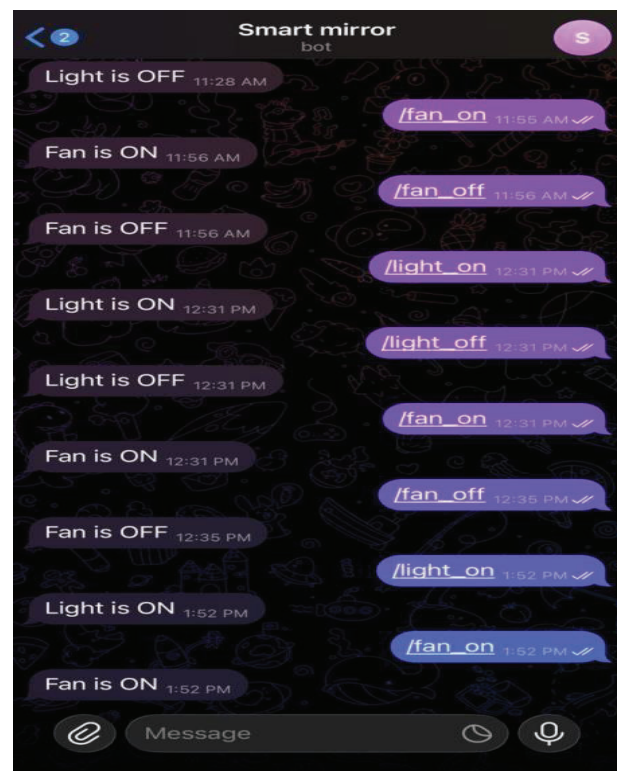 2
Smart mirror
bot
S
Light is OFF 11:28 AM
/fan_on 11:55 AM
Fan is ON 11:56 AM
/fan_off 11:56 AM
Fan is OFF 11:56 AM
/light_on 12:31 PM
Light is ON 12:31 PM
/light_off 12:31 PM
Light is OFF 12:31 PM
/fan_on 12:31 PM
Fan is ON 12:31 PM
/fan_off 12:35 PM
Fan is OFF 12:35 PM
/light_on 1:52 PM
Light is ON 1:52 PM
/fan_on 1:52 PM
Fan is ON 1:52 PM
Message